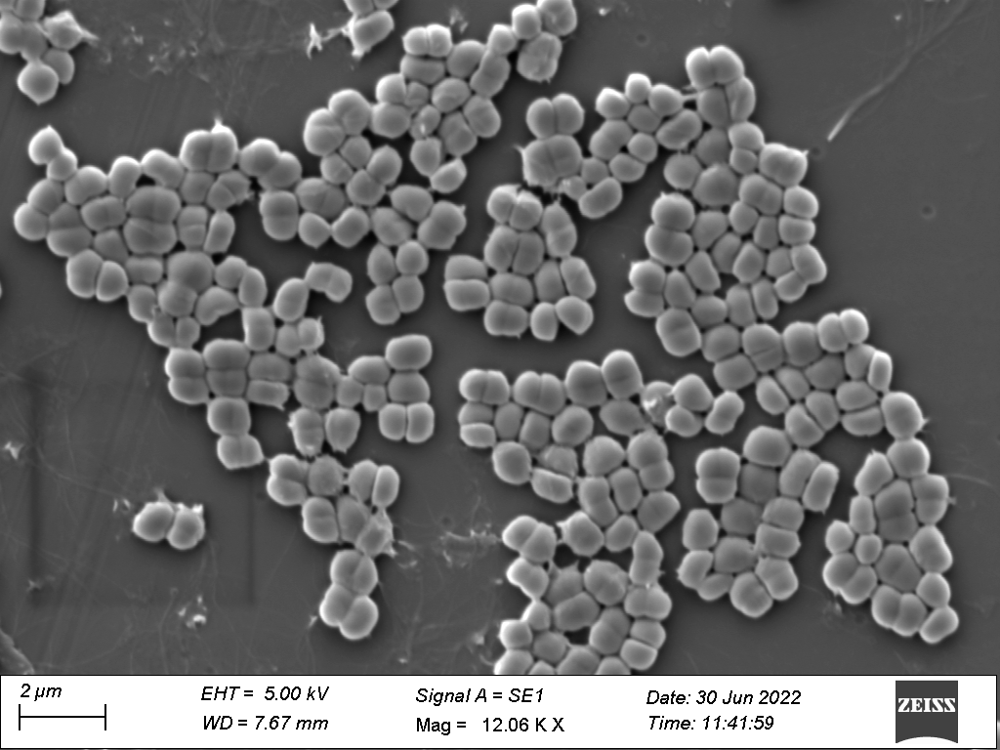 2 µm
EHT = 5.00 kV
Signal A = SE1
Date: 30 Jun 2022
ZEISS
WD = 7.67 mm
Mag = 12.06 K X
Time: 11:41:59